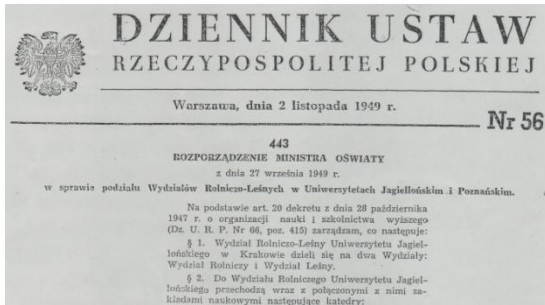 DZIENNIK USTAW
RZECZYPOSPOLITEJ POLSKIEJ
Warszawa, dnia 2 listopada 1949 r.
Nr 56
443
ROZPORZĄDZENIE MINISTRA OŚWIATY
z dnia 27 września 1949 r.
w sprawie podziału Wydziałów Rolniczo-Leśnych w Uniwersytetach Jagiellońskim i Poznańskim.
Na podstawie art. 20 dekretu z dnia 28 października
1947 r. o organizacji nauki i szkolnictwa wyższego
(Dz. U. R. P. Nr 66, poz. 415) zarządzam, co następuje:
§ 1. Wydział Rolniczo-Leśny Uniwersytetu Jagiel-
lońskiego w Krakowie dzieli się na dwa Wydziały:
Wydział Rolniczy i Wydział Leśny.
§ 2. Do Wydziału Rolniczego Uniwersytetu Jagiel-
lońskiego przechodzą wraz z połączonymi z nimi za-
kładami naukowymi następujące katedry: